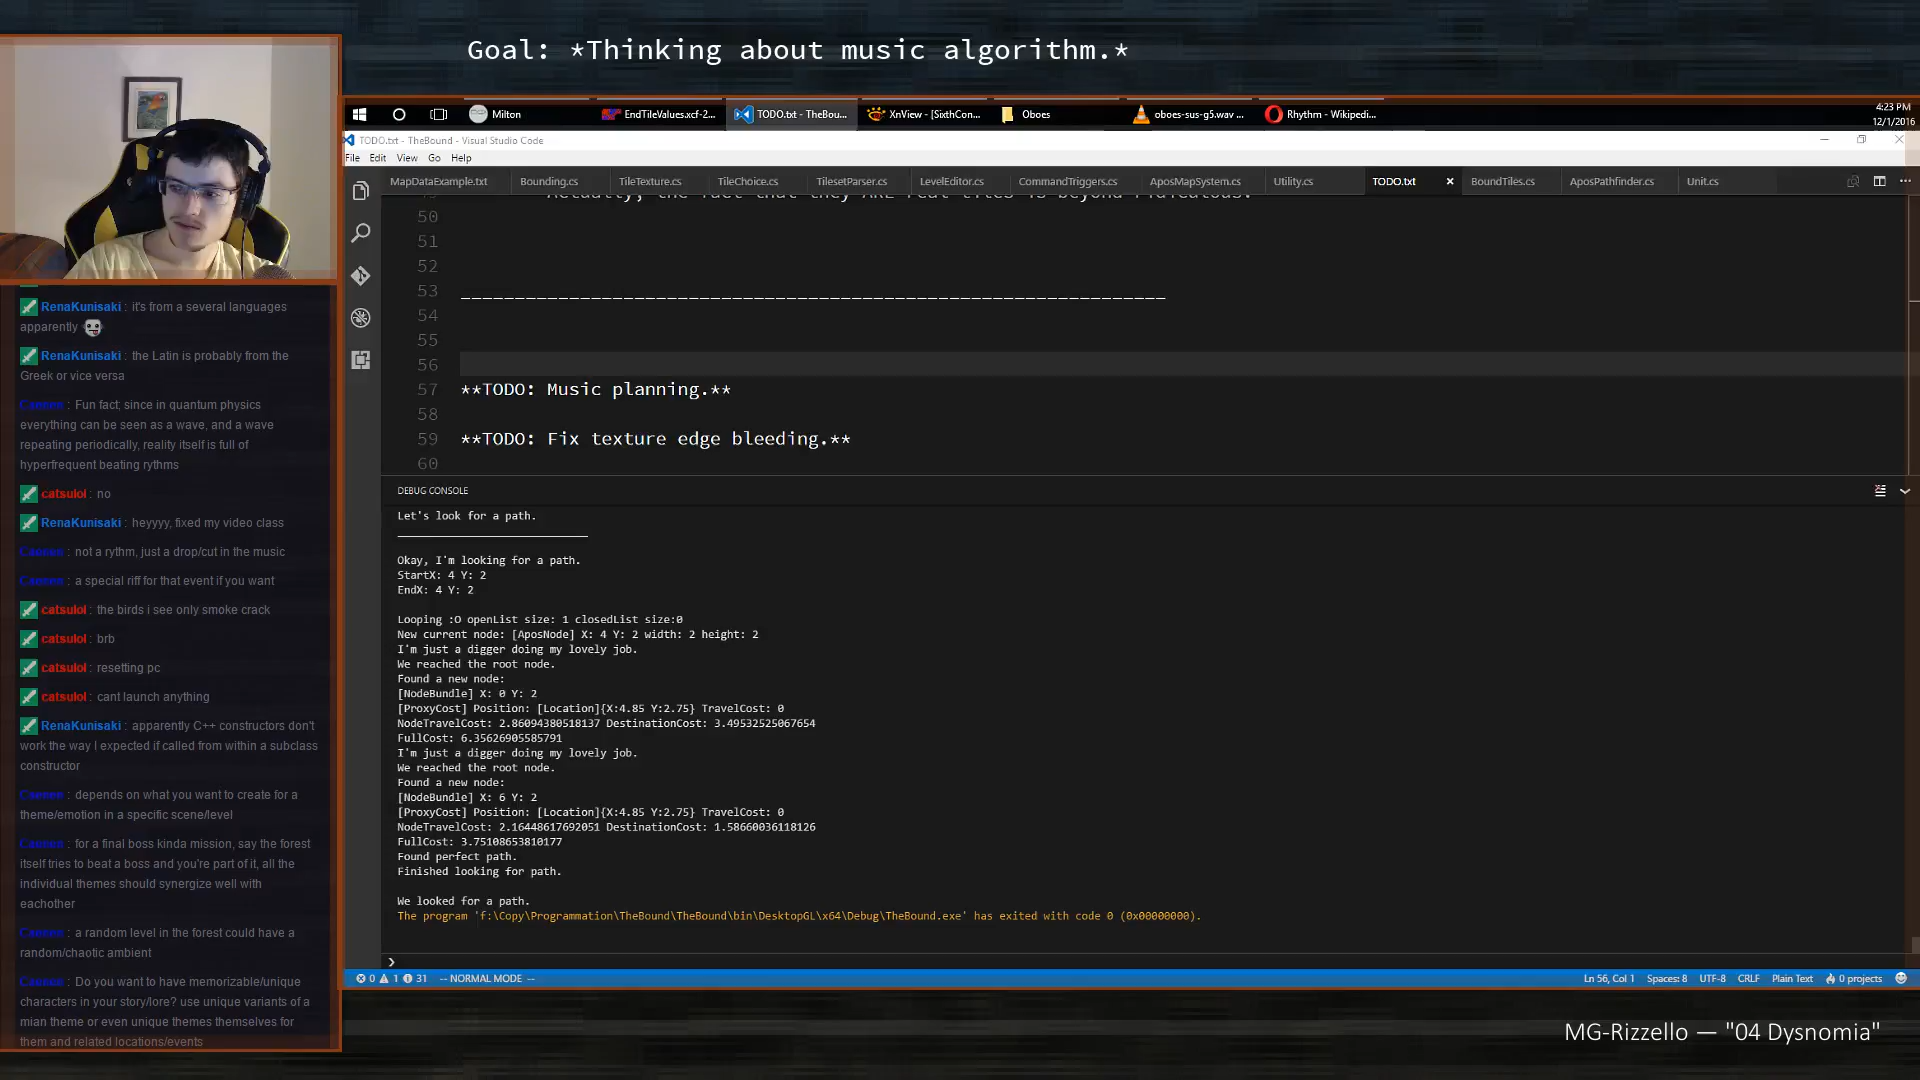 Goal: *Thinking about music algorithm.*
Milton
EndTileValues.xcf-2...
TODO.txt - TheBou...
XnView - [SixthCon...
Oboes
oboes-sus-g5.wav ...
Rhythm - Wikipedi...
4:23 PM
12/1/2016
TODO.txt - TheBound - Visual Studio Code
File Edit View Go Help
MapDataExample.txt Bounding.cs TileTexture.cs TileChoice.cs TilesetParser.cs LevelEditor.cs CommandTriggers.cs AposMapSystem.cs Utility.cs TODO.txt BoundTiles.cs AposPathfinder.cs Unit.cs
Actually, the fact that they ARE real tiles is beyond ridiculous.
50
51
52
53 _________________________________________________________________
54
55
56
57 **TODO: Music planning.**
58
59 **TODO: Fix texture edge bleeding.**
60
DEBUG CONSOLE
Let's look for a path.
______________________________
Okay, I'm looking for a path.
StartX: 4 Y: 2
EndX: 4 Y: 2
Looping :O openList size: 1 closedList size:0
New current node: [AposNode] X: 4 Y: 2 width: 2 height: 2
I'm just a digger doing my lovely job.
We reached the root node.
Found a new node:
[NodeBundle] X: 0 Y: 2
[ProxyCost] Position: [Location]{X:4.85 Y:2.75} TravelCost: 0
NodeTravelCost: 2.86094380518137 DestinationCost: 3.49532525067654
FullCost: 6.35626905585791
I'm just a digger doing my lovely job.
We reached the root node.
Found a new node:
[NodeBundle] X: 6 Y: 2
[ProxyCost] Position: [Location]{X:4.85 Y:2.75} TravelCost: 0
NodeTravelCost: 2.16448617692051 DestinationCost: 1.58660036118126
FullCost: 3.75108653810177
Found perfect path.
Finished looking for path.
We looked for a path.
The program 'f:\Copy\Programmation\TheBound\TheBound\bin\DesktopGL\x64\Debug\TheBound.exe' has exited with code 0 (0x00000000).
0 1 31 -- NORMAL MODE --
Ln 56, Col 1 Spaces: 8 UTF-8 CRLF Plain Text 0 projects
RenaKunisaki: it's from a several languages
apparently
RenaKunisaki: the Latin is probably from the
Greek or vice versa
Fun fact; since in quantum physics
everything can be seen as a wave, and a wave
repeating periodically, reality itself is full of
hyperfrequent beating rythms
catsulol: no
RenaKunisaki: heyyyy, fixed my video class
not a rythm, just a drop/cut in the music
a special riff for that event if you want
catsulol: the birds i see only smoke crack
catsulol: brb
catsulol: resetting pc
catsulol: cant launch anything
RenaKunisaki: apparently C++ constructors don't
work the way I expected if called from within a subclass
constructor
depends on what you want to create for a
theme/emotion in a specific scene/level
for a final boss kinda mission, say the forest
itself tries to beat a boss and you're part of it, all the
individual themes should synergize well with
eachother
a random level in the forest could have a
random/chaotic ambient
Do you want to have memorizable/unique
characters in your story/lore? use unique variants of a
mian theme or even unique themes themselves for
them and related locations/events
MG-Rizzello — "04 Dysnomia"